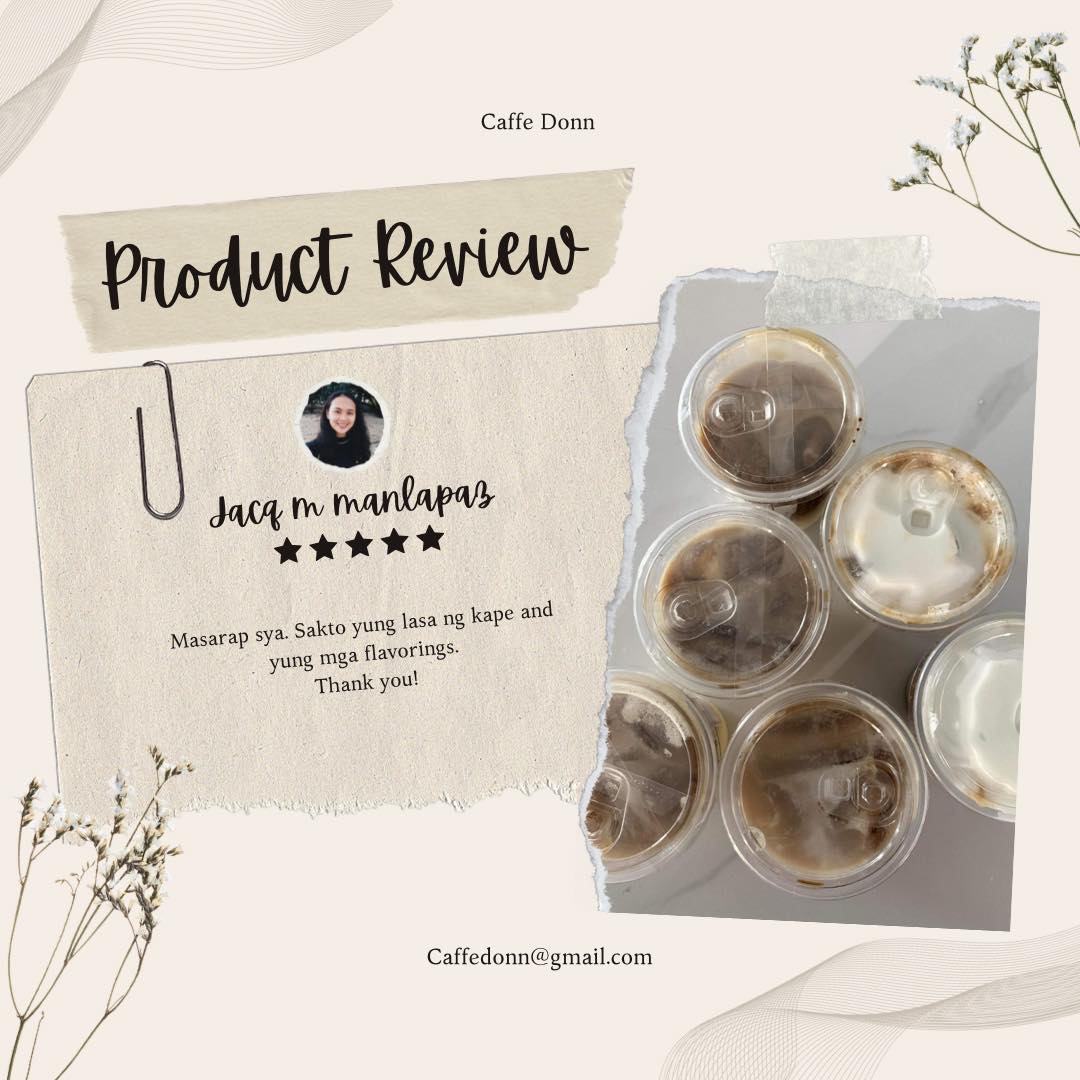 Caffe Donn
Product Review
Jacq m manlapaz
Masarap sya. Sakto yung lasa ng kape and
yung mga flavorings.
Thank you!
Caffedonn@gmail.com